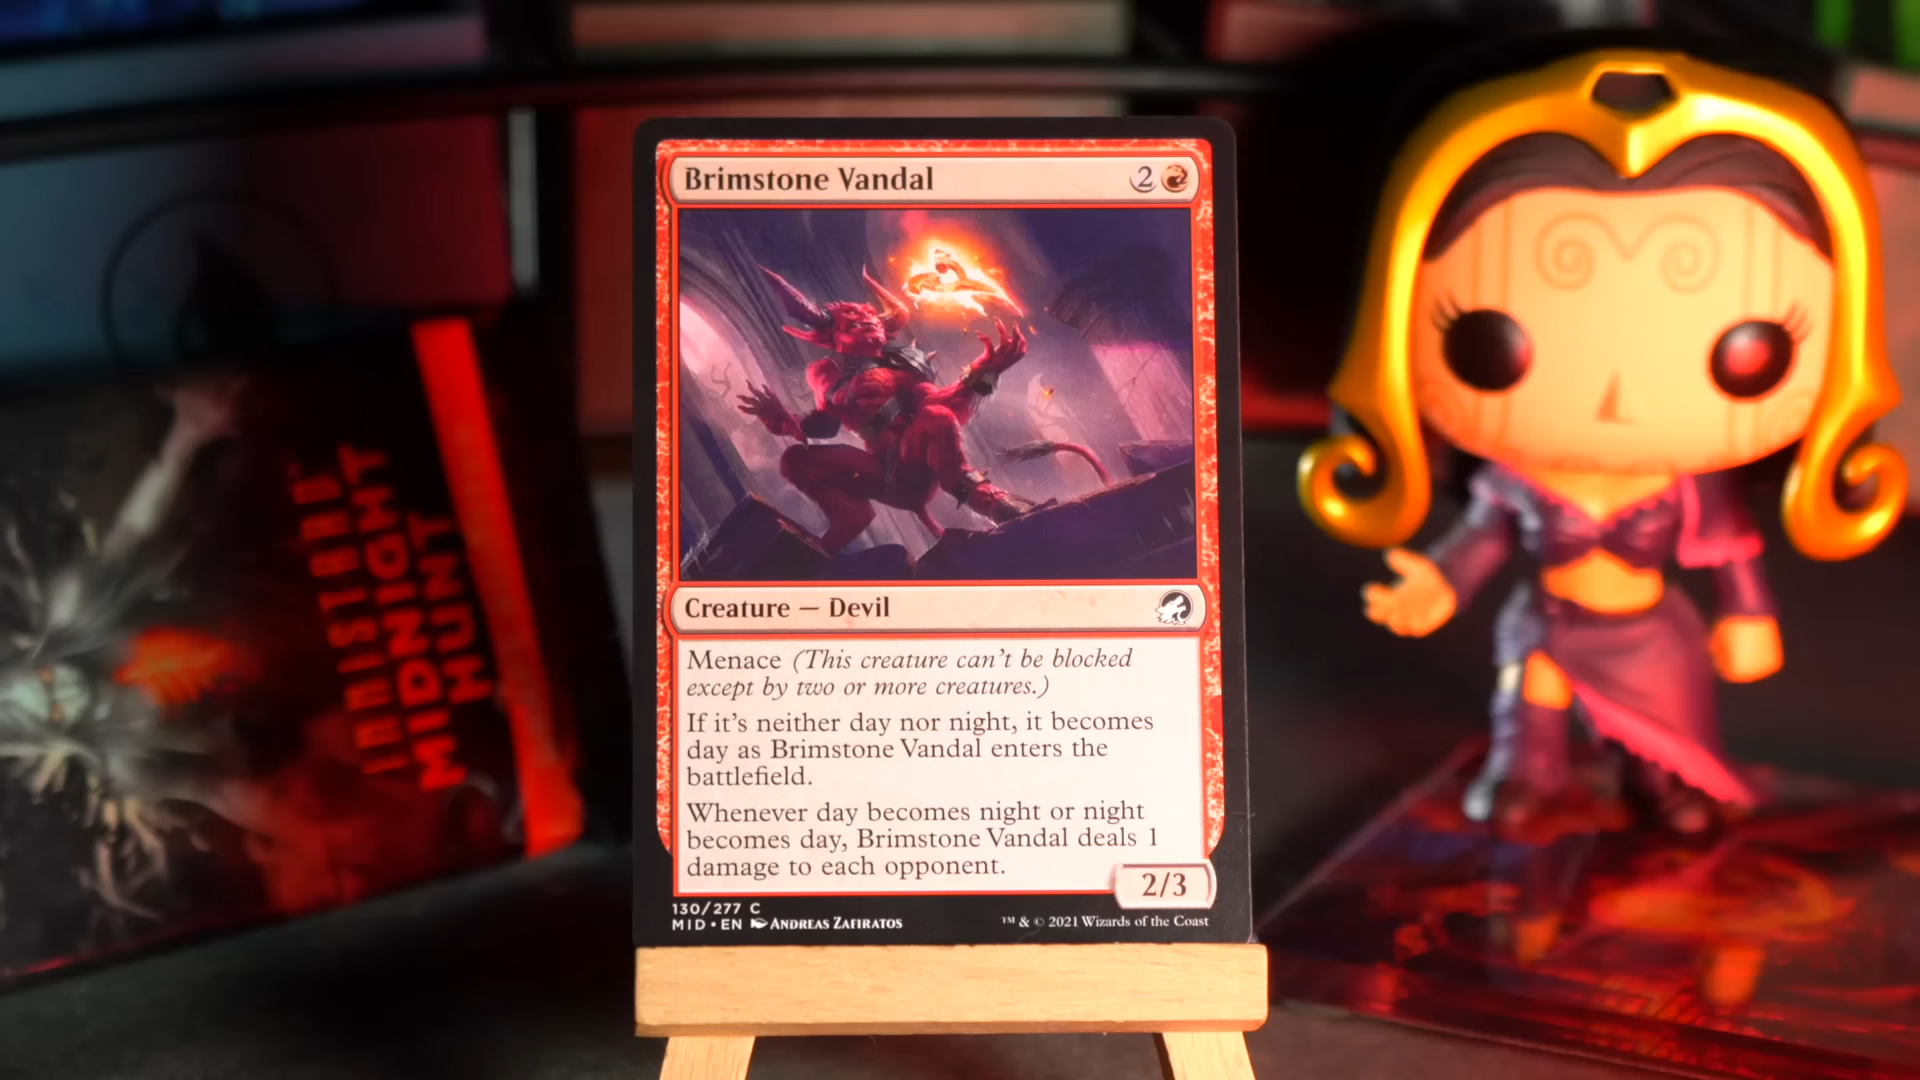 Brimstone Vandal 2
Creature — Devil
Menace (This creature can't be blocked
except by two or more creatures.)
If it's neither day nor night, it becomes
day as Brimstone Vandal enters the
battlefield.
Whenever day becomes night or night
becomes day, Brimstone Vandal deals 1
damage to each opponent.
2/3
130/277 C
MID • EN ANDREAS ZAFIRATOS
™ & © 2021 Wizards of the Coast
INNISTRAD
MIDNIGHT
HUNT